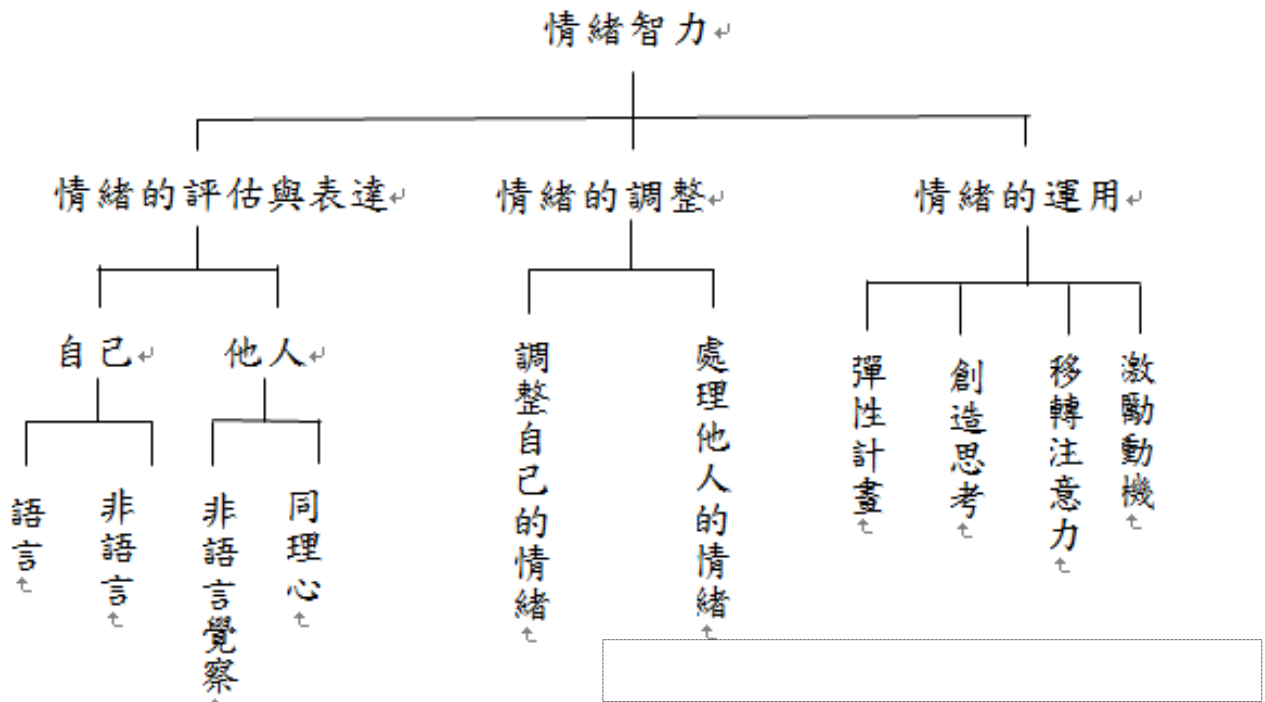 情緒智力
情緒的評估與表達
情緒的調整
情緒的運用
自己
他人
調整自己的情緒
處理他人的情緒
彈性計畫
創造思考
移轉注意力
激勵動機
語言
非語言
非語言覺察
同理心